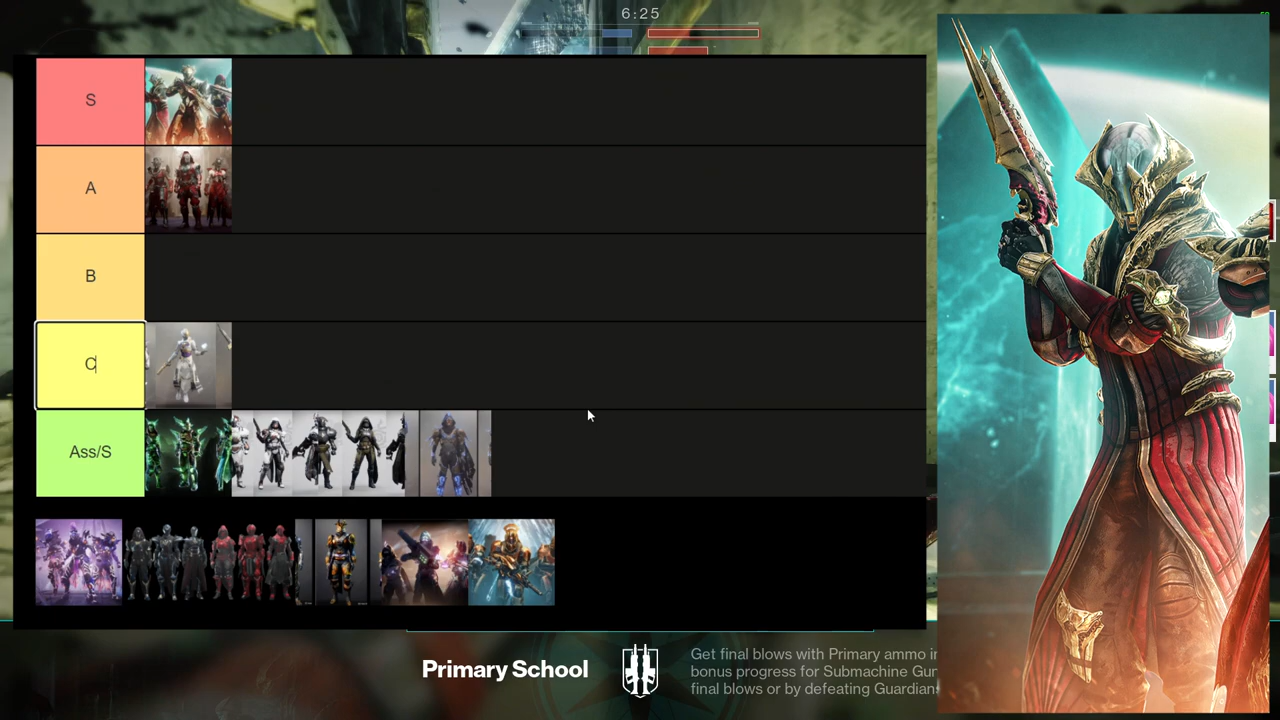 6:25
S
A
B
C
Ass/S
Primary School
Get final blows with Primary ammo in
bonus progress for Submachine Gun
final blows or by defeating Guardians